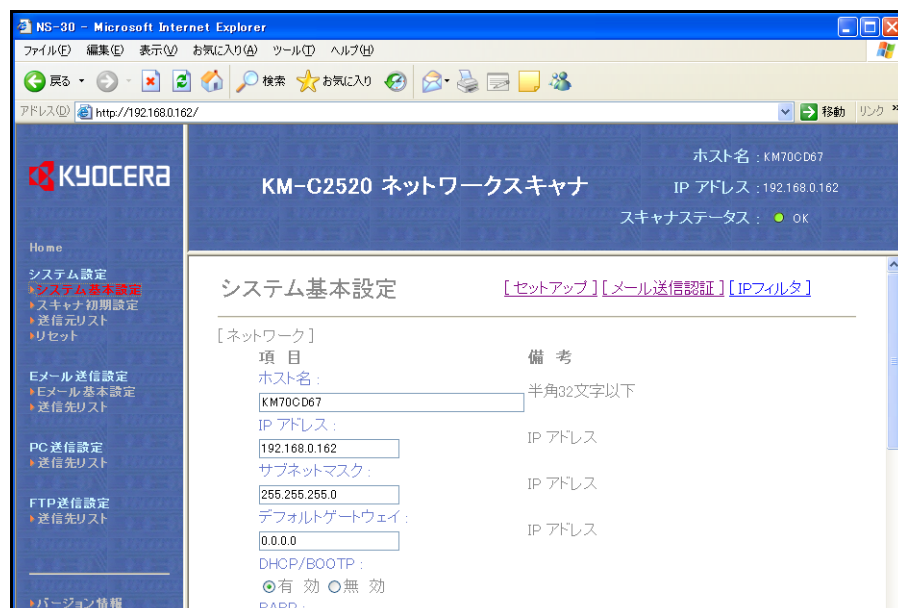 NS-30 - Microsoft Internet Explorer
ファイル(F) 編集(E) 表示(V) お気に入り(A) ツール(T) ヘルプ(H)
戻る 検索 お気に入り
アドレス(D) http://192.168.0.162/ 移動 リンク »
KYOCERA
KM-C2520 ネットワークスキャナ
ホスト名 : KM70CD67
IP アドレス : 192.168.0.162
スキャナステータス : OK
Home
システム設定
システム基本設定
スキャナ初期設定
送信元リスト
リセット
Eメール送信設定
Eメール基本設定
送信先リスト
PC送信設定
送信先リスト
FTP送信設定
送信先リスト
バージョン情報
システム基本設定
[セットアップ] [メール送信認証] [IPフィルタ]
[ネットワーク]
項 目 備 考
ホスト名 :
KM70CD67 半角32文字以下
IP アドレス :
192.168.0.162 IP アドレス
サブネットマスク :
255.255.255.0 IP アドレス
デフォルトゲートウェイ :
0.0.0.0 IP アドレス
DHCP/BOOTP :
有 効 無 効
RARP :